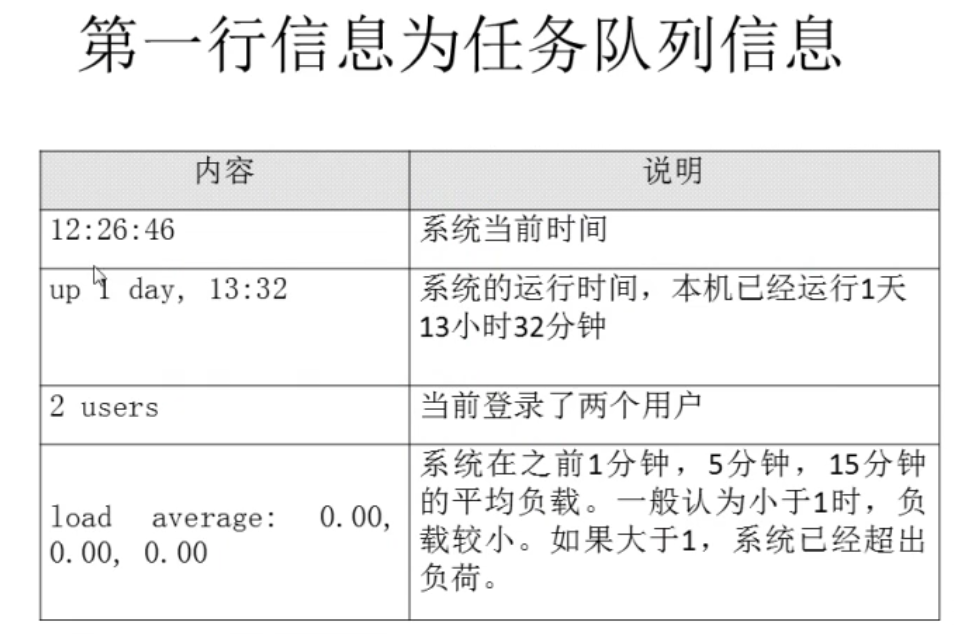 第一行信息为任务队列信息
内容 说明
12:26:46 系统当前时间
up 1 day, 13:32 系统的运行时间，本机已经运行1天
13小时32分钟
2 users 当前登录了两个用户
系统在之前1分钟，5分钟，15分钟
load average: 0.00, 的平均负载。一般认为小于1时，负
0.00, 0.00 载较小。如果大于1，系统已经超出
负荷。